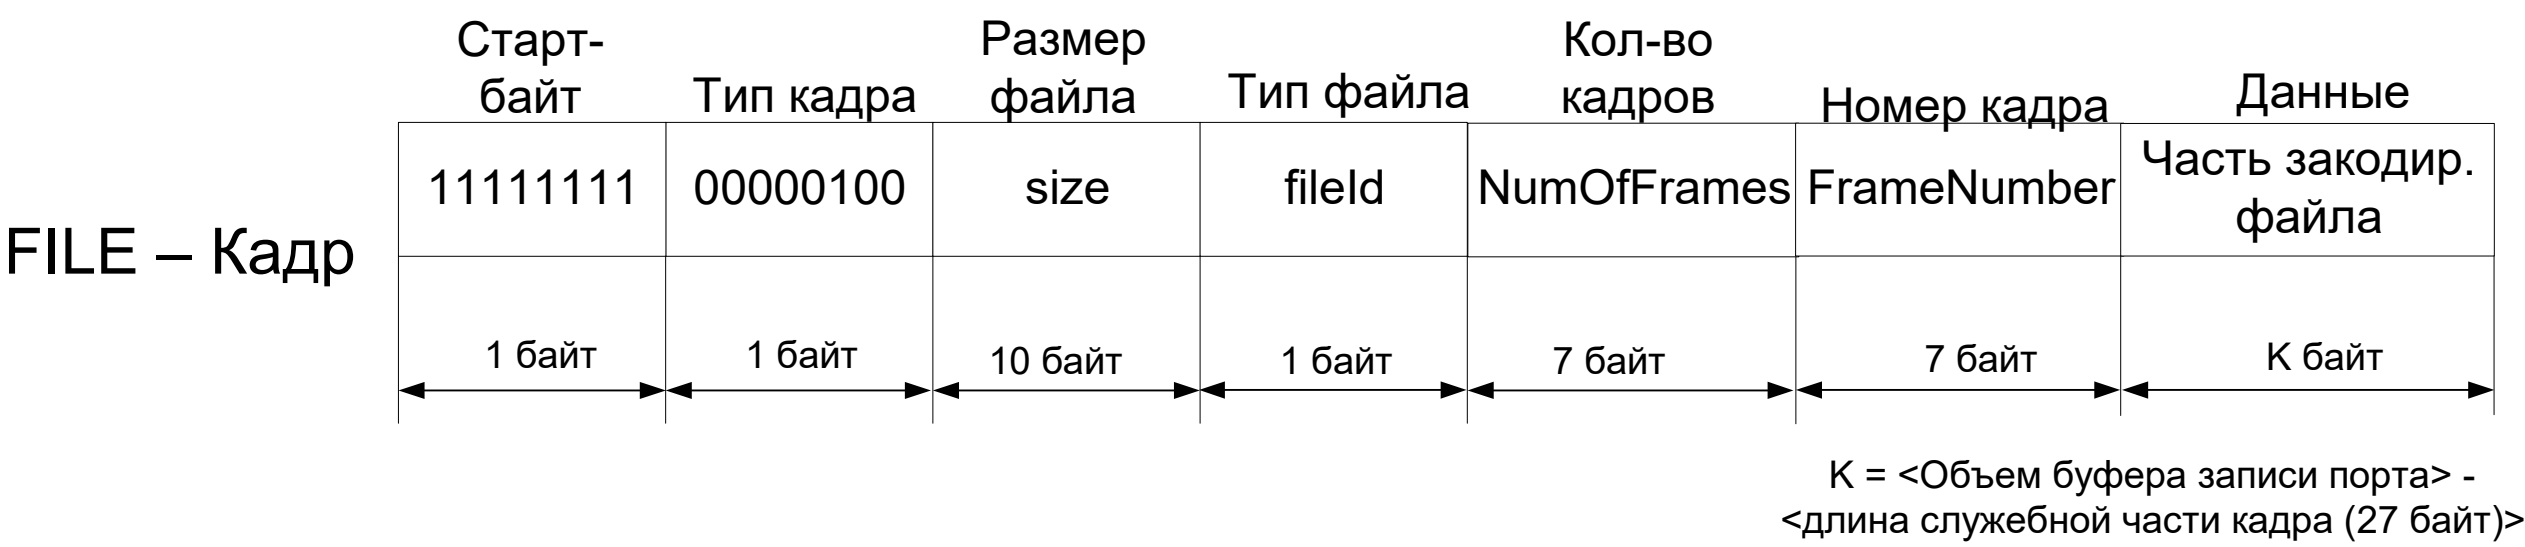 Старт-
байт
Тип кадра
Размер
файла
Тип файла
Кол-во
кадров
Номер кадра
Данные
FILE – Кадр
11111111
00000100
size
fileId
NumOfFrames
FrameNumber
Часть закодир.
файла
1 байт
1 байт
10 байт
1 байт
7 байт
7 байт
К байт
К = <Объем буфера записи порта> -
<длина служебной части кадра (27 байт)>